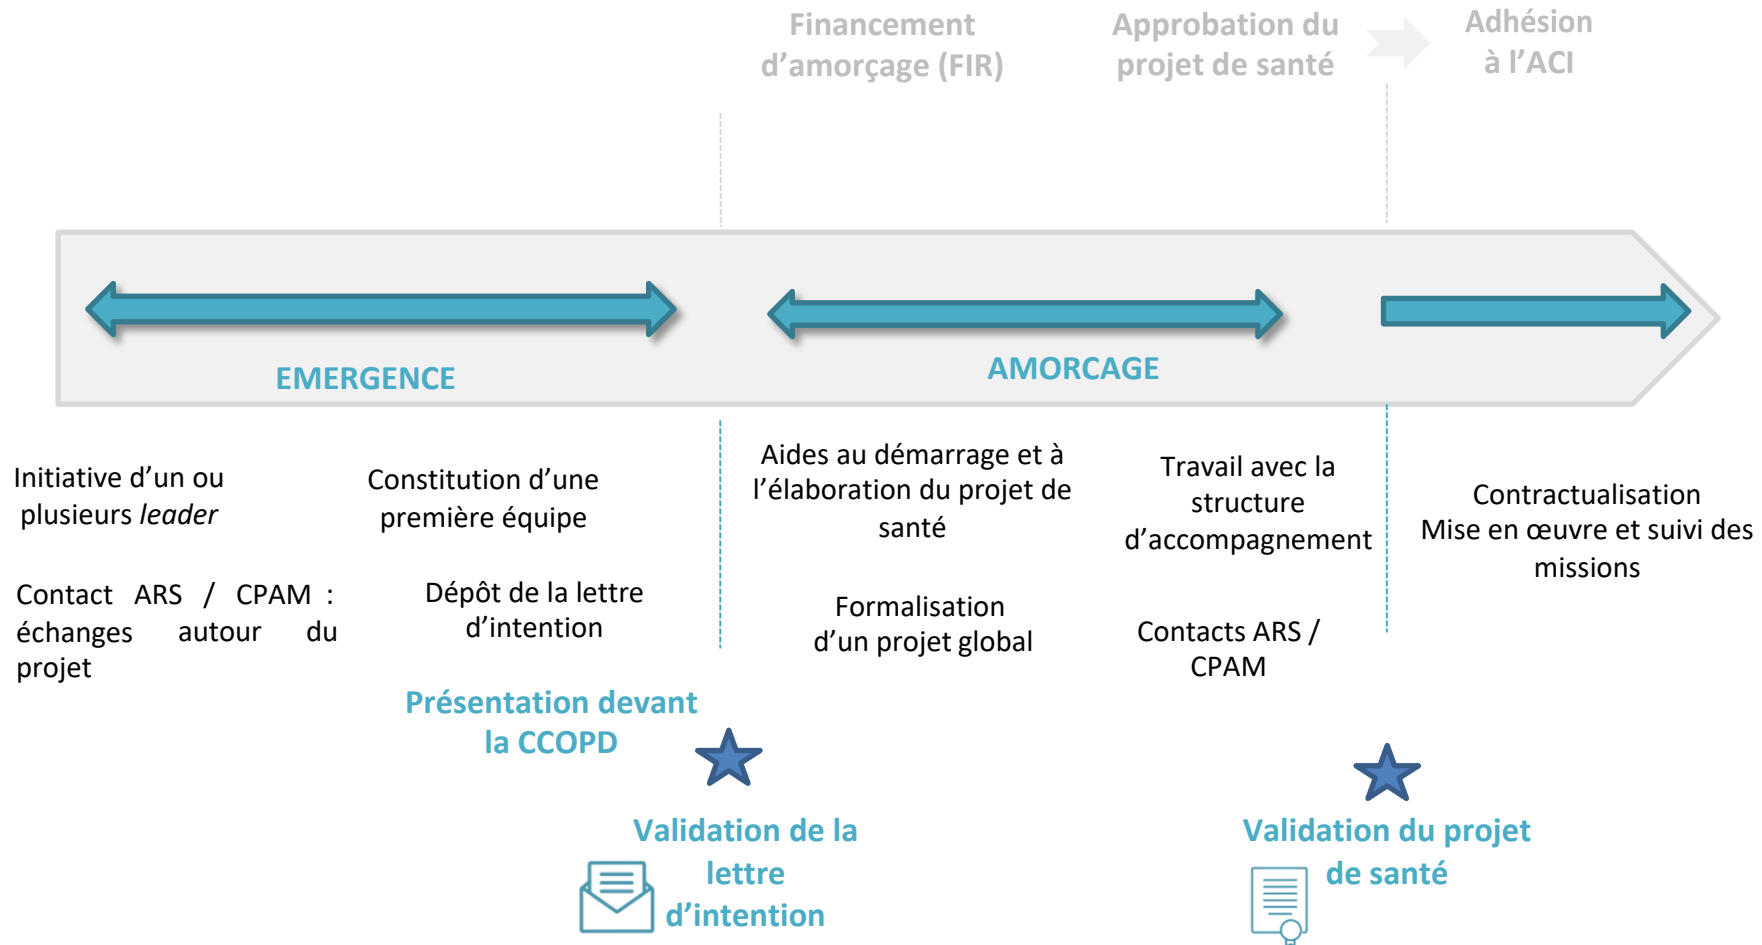 Financement
d’amorçage (FIR)
Approbation du
projet de santé
Adhésion
à l’ACI
EMERGENCE
AMORCAGE
Initiative d’un ou
plusieurs leader
Contact ARS / CPAM :
échanges autour du
projet
Constitution d’une
première équipe
Dépôt de la lettre
d’intention
Aides au démarrage et à
l’élaboration du projet de
santé
Formalisation
d’un projet global
Travail avec la
structure
d’accompagnement
Contacts ARS /
CPAM
Contractualisation
Mise en œuvre et suivi des
missions
Présentation devant
la CCOPD
Validation de la
lettre
d’intention
Validation du projet
de santé